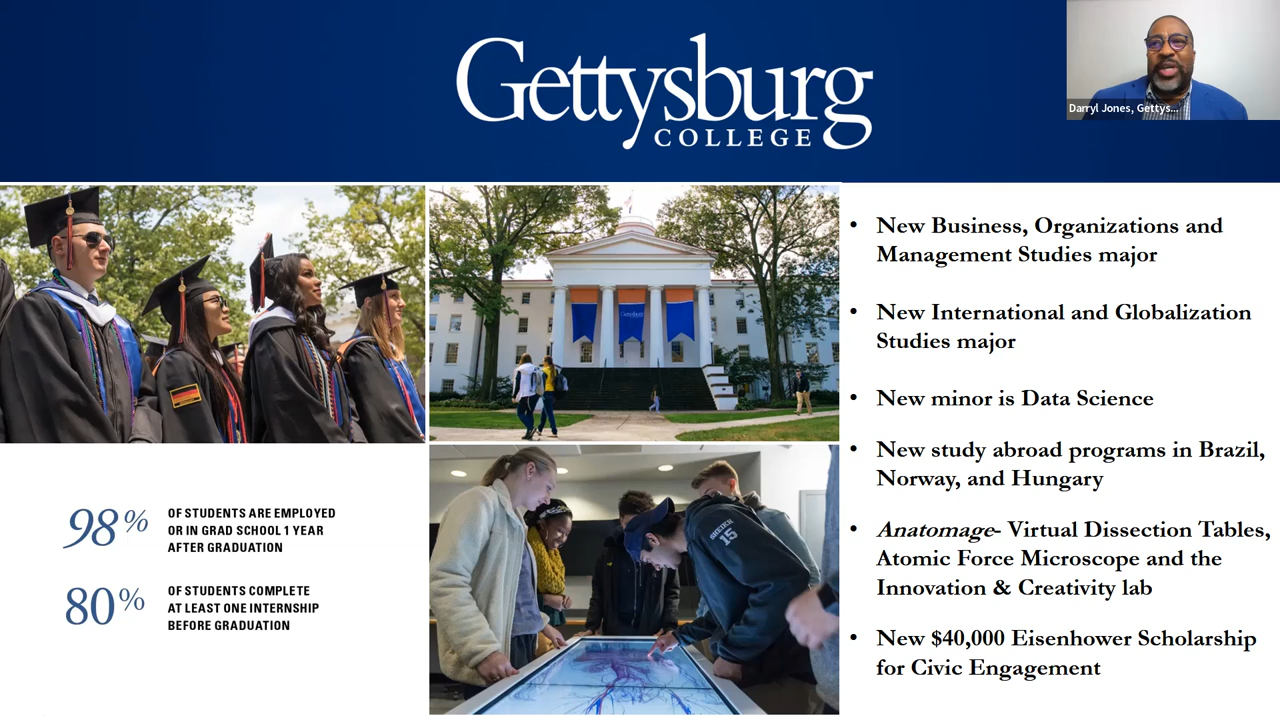 Gettysburg
COLLEGE
Darryl Jones, Gettys...
Gettysburg
• New Business, Organizations and
Management Studies major
• New International and Globalization
Studies major
• New minor is Data Science
• New study abroad programs in Brazil,
Norway, and Hungary
• Anatomage- Virtual Dissection Tables,
Atomic Force Microscope and the
Innovation & Creativity lab
• New $40,000 Eisenhower Scholarship
for Civic Engagement
98% OF STUDENTS ARE EMPLOYED
OR IN GRAD SCHOOL 1 YEAR
AFTER GRADUATION
80% OF STUDENTS COMPLETE
AT LEAST ONE INTERNSHIP
BEFORE GRADUATION
SHEIKH
15